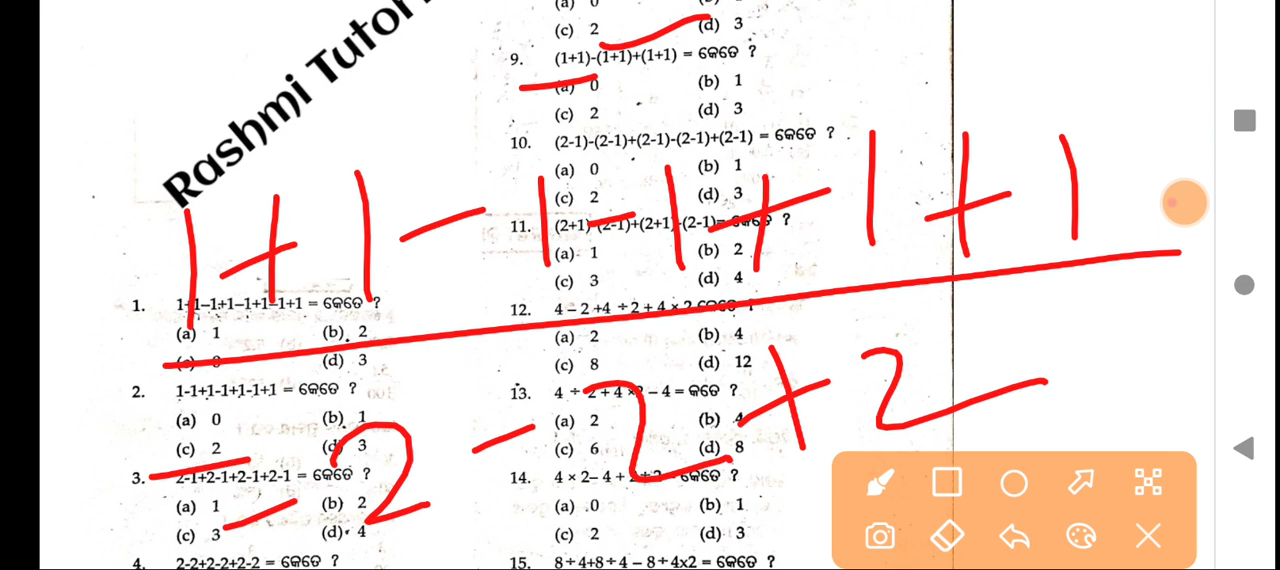 Rashmi Tutor
1. 1+1–1+1–1+1–1+1 = କେତେ ?
(a) 1 (b) 2
(d) 3
2. 1-1+1-1+1-1+1 = କେତେ ?
(a) 0 (b) 1
(c) 2 (d) 3
3. 2-1+2-1+2-1+2-1 = କେତେ ?
(a) 1 (b) 2
(c) 3 (d) 4
4. 2-2+2-2+2-2 = କେତେ ?
(a) 0
(c) 2 (d) 3
9. (1+1)-(1+1)+(1+1) = କେତେ ?
(a) 0 (b) 1
(c) 2 (d) 3
10. (2-1)-(2-1)+(2-1)-(2-1)+(2-1) = କେତେ ?
(a) 0 (b) 1
(c) 2 (d) 3
11. (2+1)-(2-1)+(2+1)-(2-1)= କେତେ ?
(a) 1 (b) 2
(c) 3 (d) 4
12. 4 – 2 +4 ÷ 2 + 4 × 2 କେତେ ?
(a) 2 (b) 4
(c) 8 (d) 12
13. 4 ÷ 2 + 4 × 2 – 4 = କତେ ?
(a) 2 (b) 4
(c) 6 (d) 8
14. 4 × 2– 4 + 2 ÷ 2 କେତେ ?
(a) 0 (b) 1
(c) 2 (d) 3
15. 8 ÷ 4+8 ÷ 4 – 8 ÷ 4x2 = କେତେ ?
1 + 1 - 1 - 1 + 1 + 1
= 2 - 2 + 2